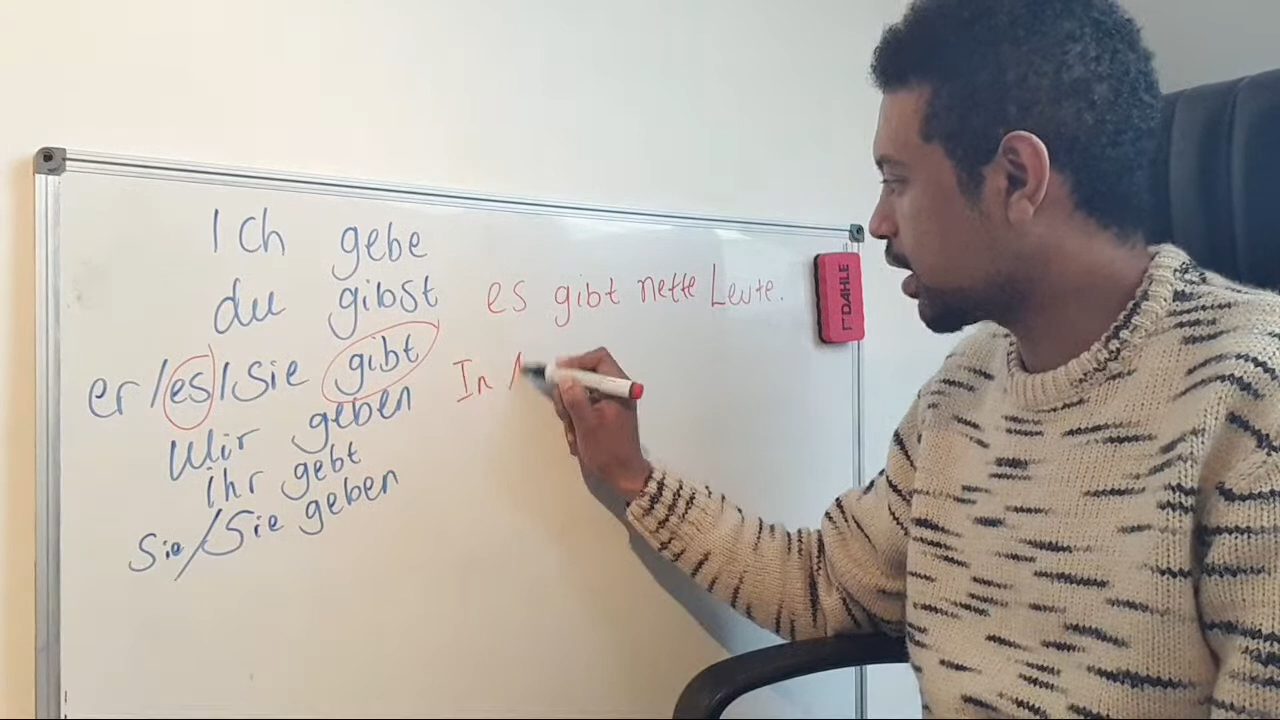 Ich gebe
du gibst
er/es/sie gibt
Wir geben
ihr gebt
Sie/Sie geben
es gibt nette Leute.
In
DAHLE